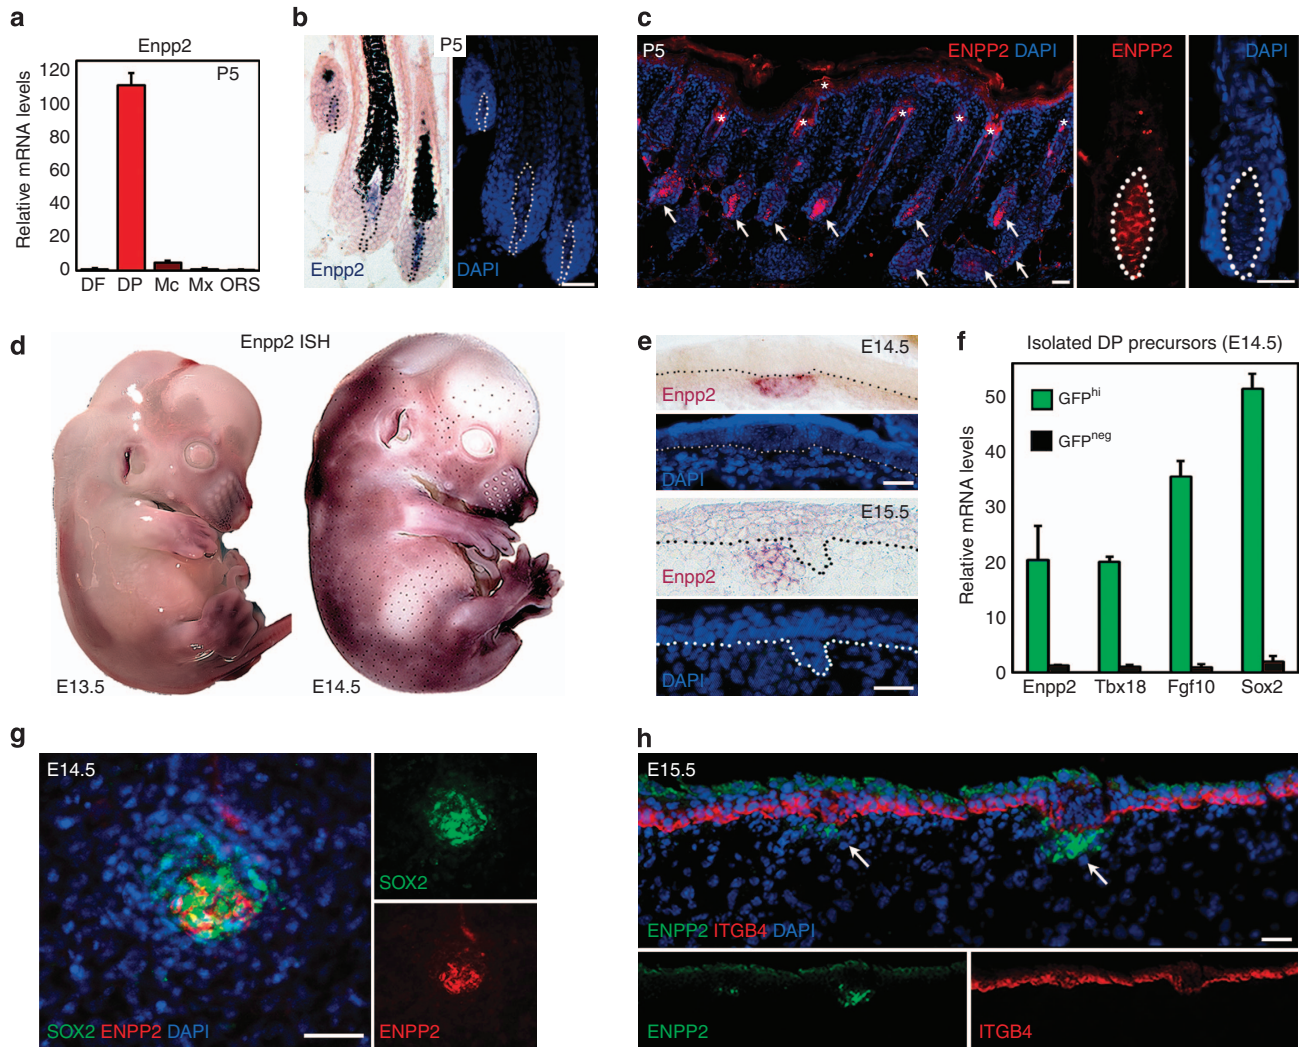 a
Enpp2
P5
Relative mRNA levels
120
100
80
60
40
20
0
DF DP Mc Mx ORS
b
P5
Enpp2
DAPI
c
P5
ENPP2 DAPI
ENPP2
DAPI
* * * * * * *
d
Enpp2 ISH
E13.5
E14.5
e
E14.5
Enpp2
DAPI
E15.5
Enpp2
DAPI
f
Isolated DP precursors (E14.5)
GFPhi
GFPneg
Relative mRNA levels
50
40
30
20
10
0
Enpp2 Tbx18 Fgf10 Sox2
g
E14.5
SOX2 ENPP2 DAPI
SOX2
ENPP2
h
E15.5
ENPP2 ITGB4 DAPI
ENPP2
ITGB4